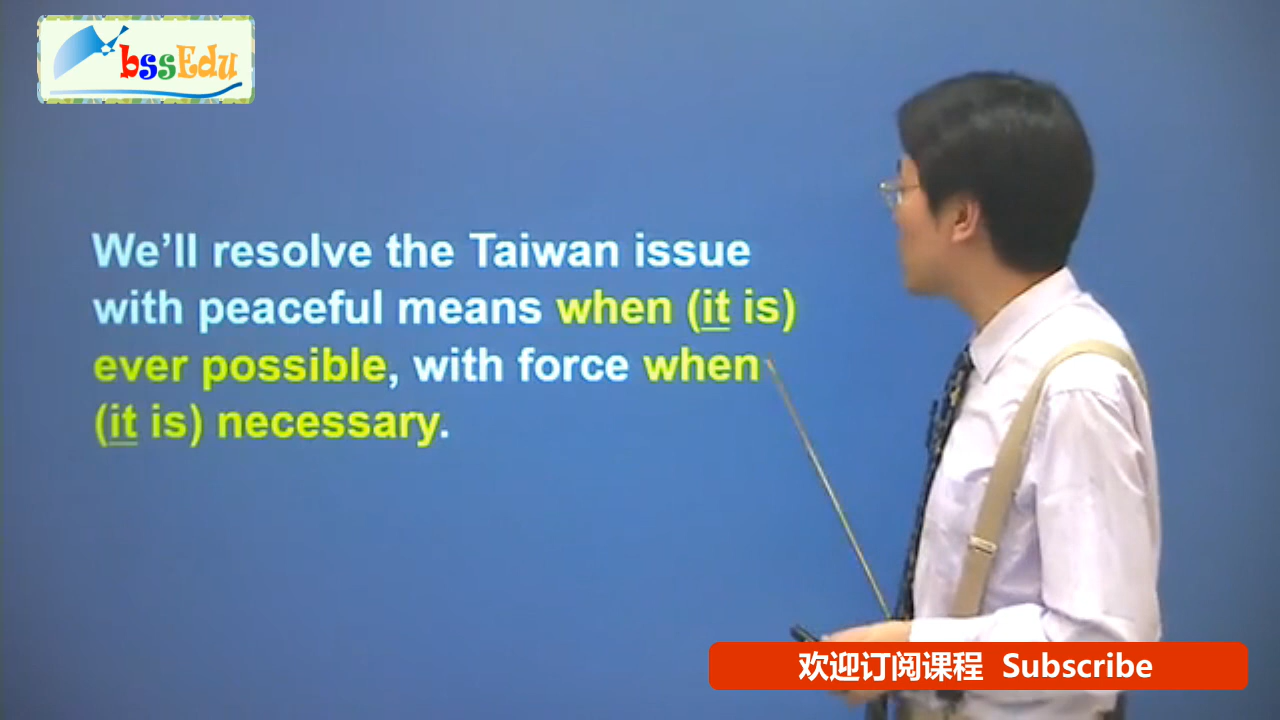 bssEdu
We’ll resolve the Taiwan issue
with peaceful means when (it is)
ever possible, with force when
(it is) necessary.
欢迎订阅课程 Subscribe